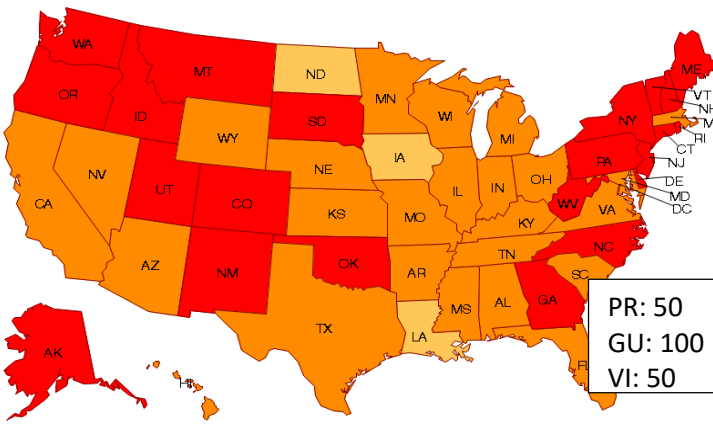 WA
MT
ND
MN
ME
VT
NH
M
OR
ID
SD
WI
NY
RI
WY
MI
CT
IA
PA
NJ
NE
OH
DE
NV
UT
IL
IN
MD
CO
WV
VA
DC
CA
KS
MO
KY
NC
TN
AZ
NM
OK
AR
SC
MS
AL
GA
TX
LA
FL
AK
HI
PR: 50
GU: 100
VI: 50